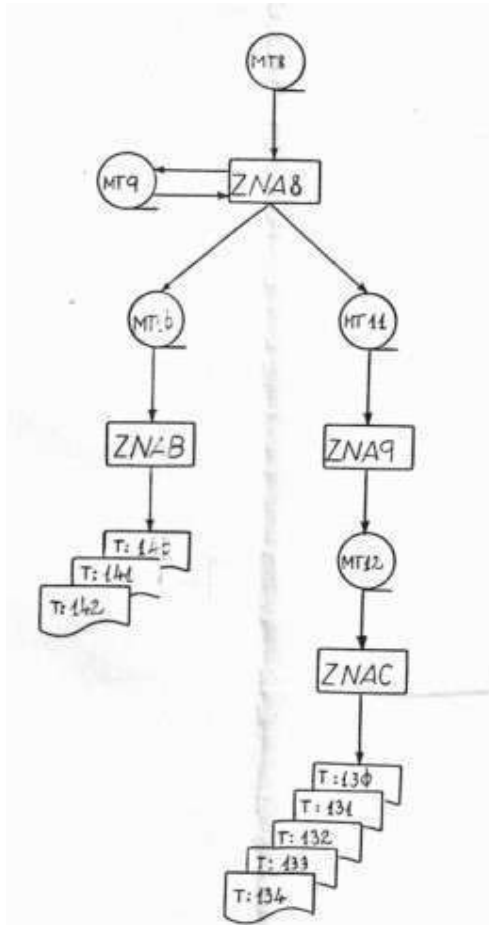 MT8
MT9
ZNA8
MT11
ZNAB
ZNA9
MT12
T: 141
T: 142
ZNAC
T: 13ϕ
T: 131
T: 132
T: 133
T: 134